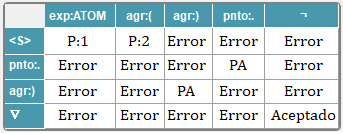 exp:ATOM agr:( agr:) pnto:. ¬
<S> P:1 P:2 Error Error Error
pnto:. Error Error Error PA Error
agr:) Error Error PA Error Error
∇ Error Error Error Error Aceptado